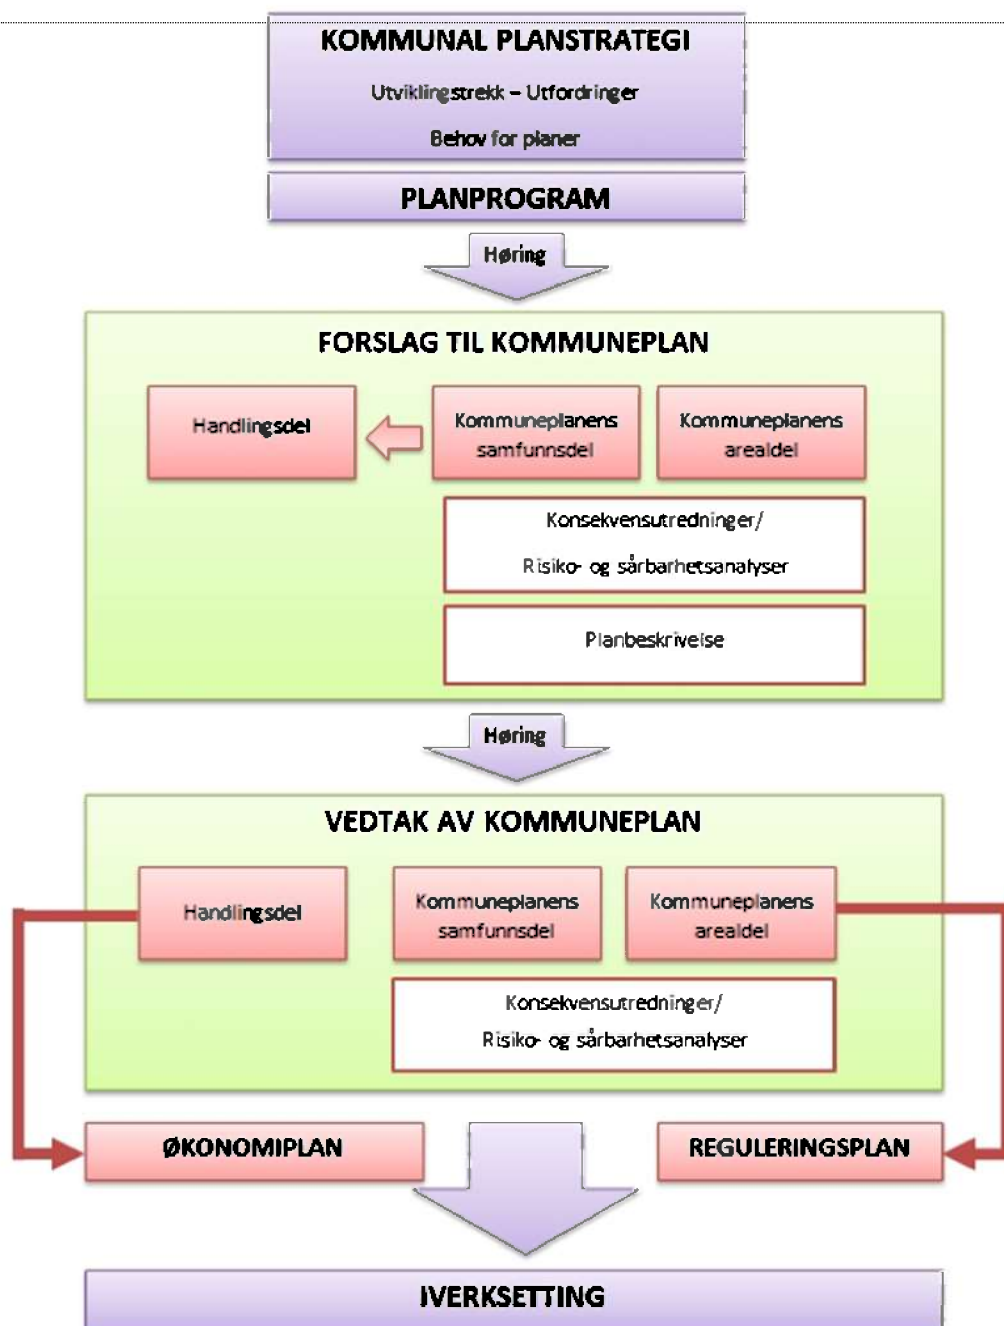 KOMMUNAL PLANSTRATEGI
Utviklingstrekk – Utfordringer
Behov for planer
PLANPROGRAM
Høring
FORSLAG TIL KOMMUNEPLAN
Handlingsdel
Kommuneplanens
samfunnsdel
Kommuneplanens
arealdel
Konsekvensutredninger/
Risiko- og sårbarhetsanalyser
Planbeskrivelse
Høring
VEDTAK AV KOMMUNEPLAN
Handlingsdel
Kommuneplanens
samfunnsdel
Kommuneplanens
arealdel
Konsekvensutredninger/
Risiko- og sårbarhetsanalyser
ØKONOMIPLAN
REGULERINGSPLAN
IVERKSETTING